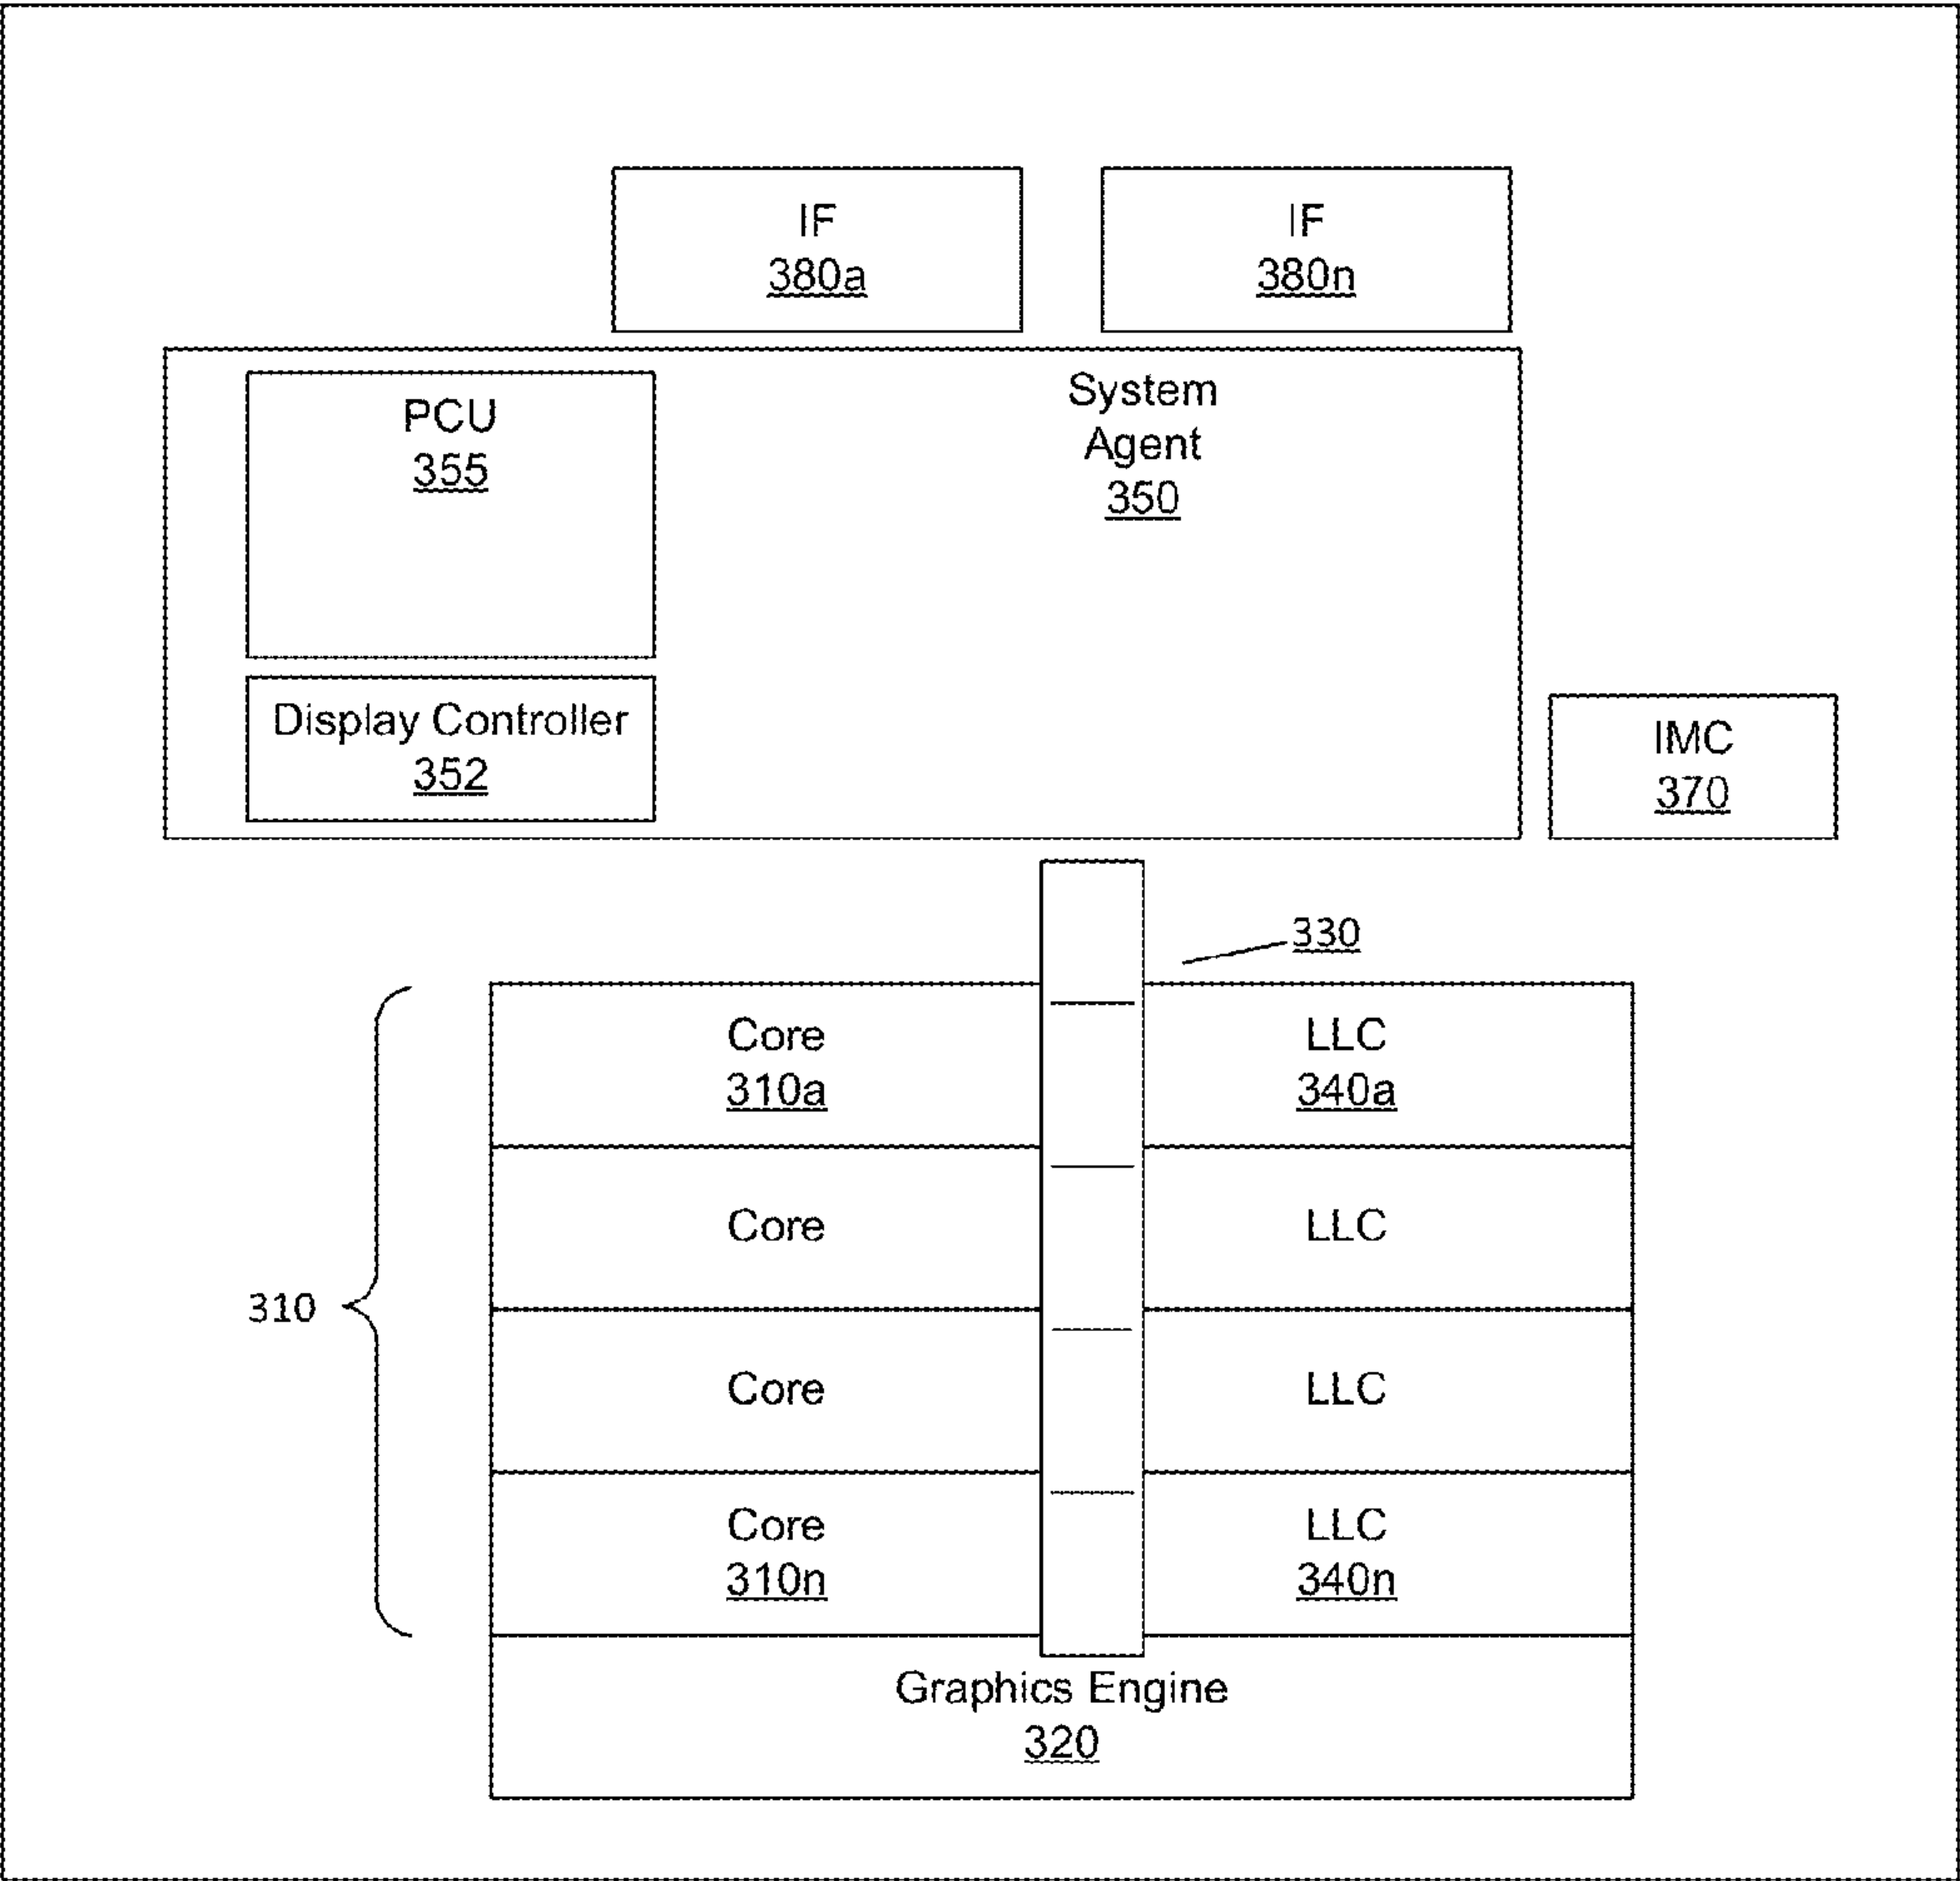 IF
380a
IF
380n
PCU
355
System
Agent
350
Display Controller
352
IMC
370
330
Core
310a
LLC
340a
Core
LLC
310
Core
LLC
Core
310n
LLC
340n
Graphics Engine
320